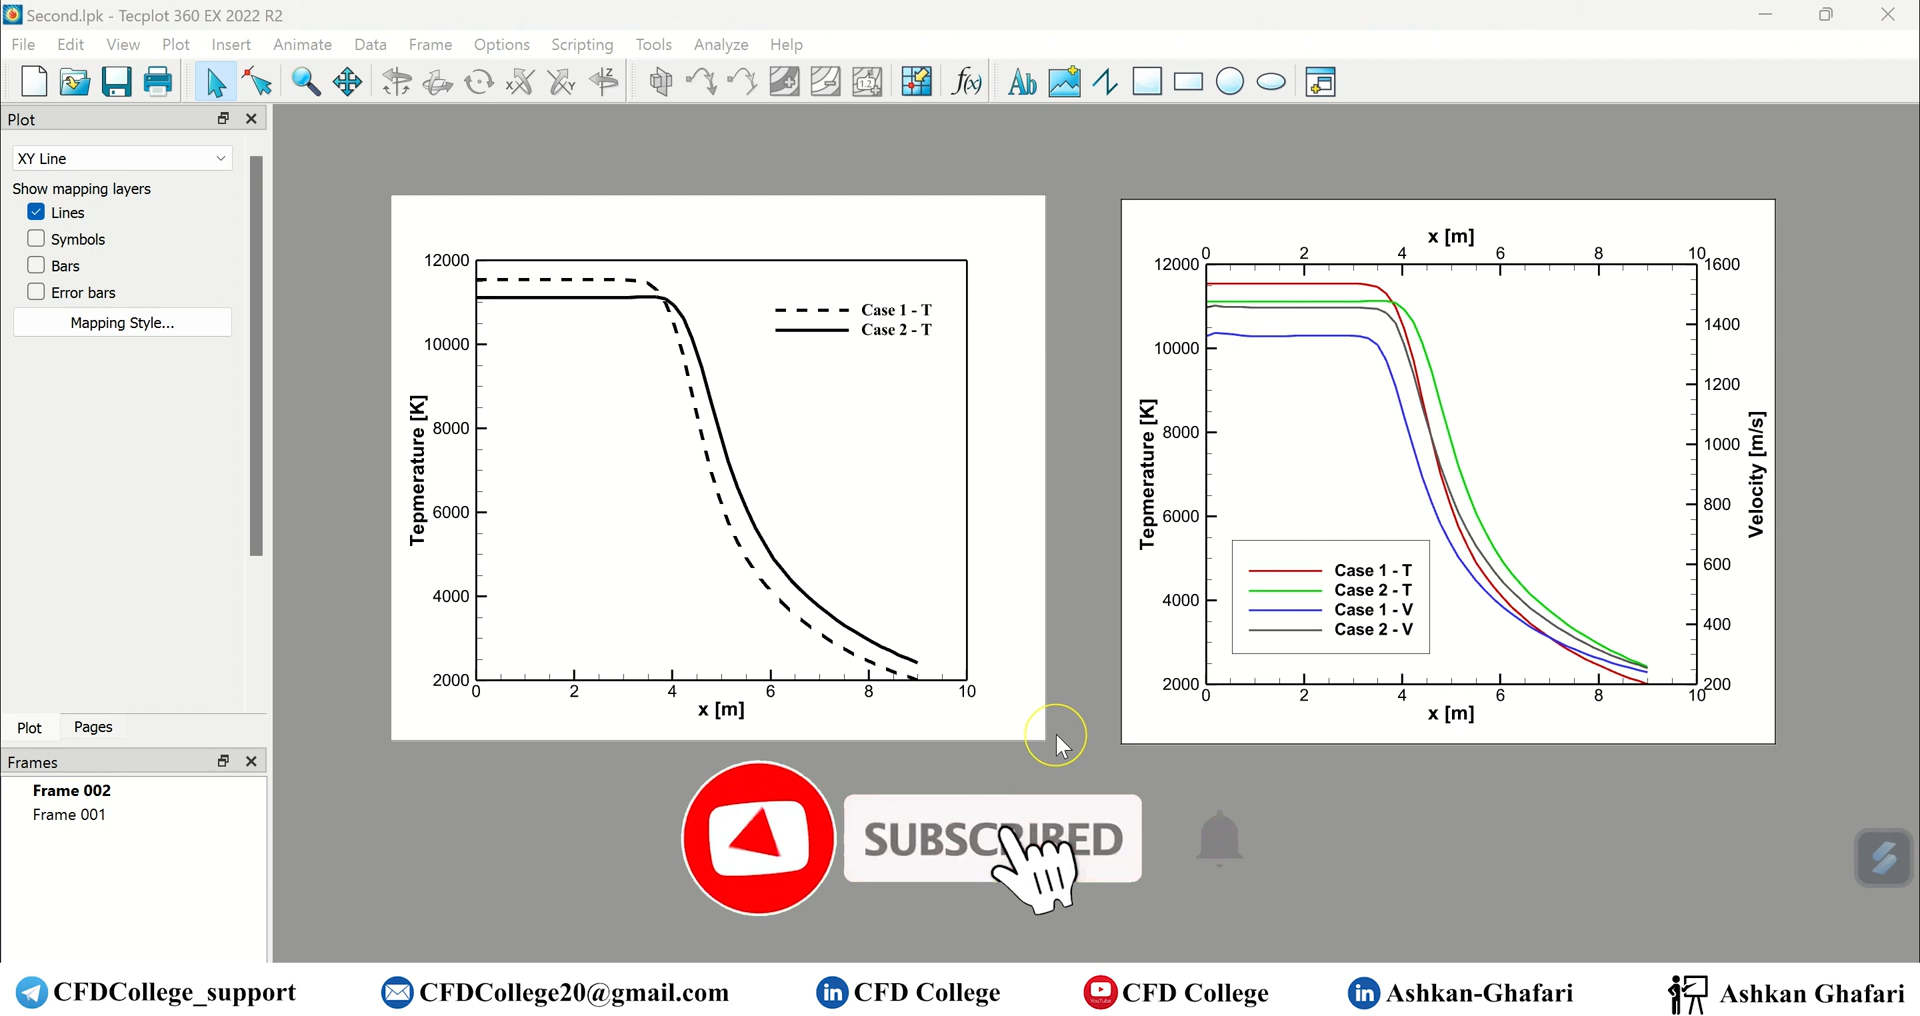 Second.lpk - Tecplot 360 EX 2022 R2
File Edit View Plot Insert Animate Data Frame Options Scripting Tools Analyze Help
Plot
XY Line
Show mapping layers
Lines
Symbols
Bars
Error bars
Mapping Style...
Plot Pages
Frames
Frame 002
Frame 001
12000
10000
8000
6000
4000
2000
Tepmerature [K]
Case 1 - T
Case 2 - T
0 2 4 6 8 10
x [m]
x [m]
0 2 4 6 8 10
12000
10000
8000
6000
4000
2000
Tepmerature [K]
1600
1400
1200
1000
800
600
400
200
Velocity [m/s]
Case 1 - T
Case 2 - T
Case 1 - V
Case 2 - V
0 2 4 6 8 10
x [m]
SUBSCRIBED
CFDCollege_support
CFDCollege20@gmail.com
CFD College
CFD College
Ashkan-Ghafari
Ashkan Ghafari